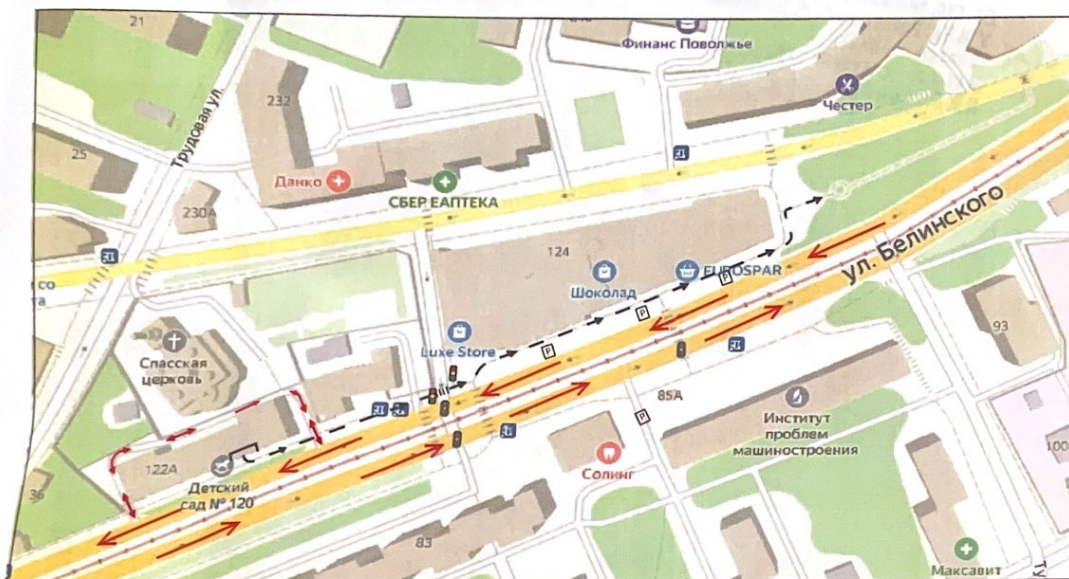 21
Финанс Поволжье
Честер
Трудовая ул.
232
25
Данко
СБЕР ЕАПТЕКА
230А
124
Шоколад
EUROSPAR
ул. Белинского
Luxe Store
Спасская
церковь
93
85А
Институт
проблем
машиностроения
100
122А
Детский
сад № 120
Солинг
36
83
Максавит
P
P
P
P